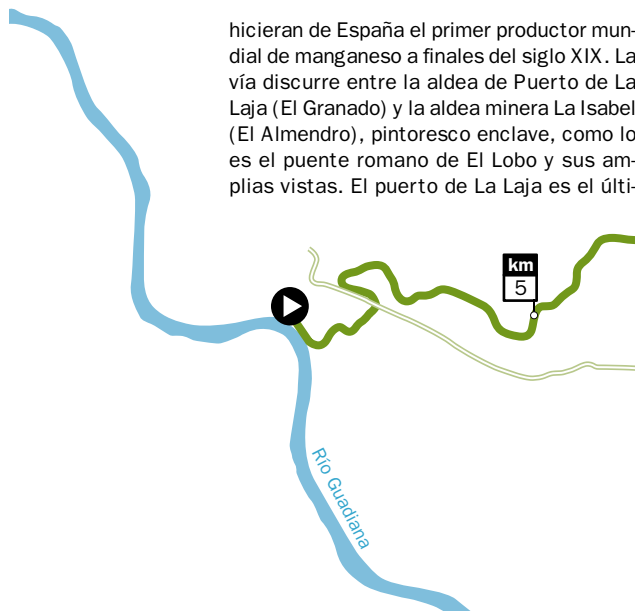 hicieran de España el primer productor mun-
dial de manganeso a finales del siglo XIX. La
vía discurre entre la aldea de Puerto de La
Laja (El Granado) y la aldea minera La Isabel
(El Almendro), pintoresco enclave, como lo
es el puente romano de El Lobo y sus am-
plias vistas. El puerto de La Laja es el últi-
km
5
Río Guadiana